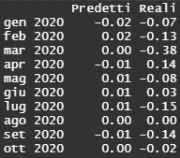 Predetti Reali
gen 2020 -0.02 -0.07
feb 2020 0.02 -0.13
mar 2020 0.00 -0.38
apr 2020 -0.01 0.14
mag 2020 0.01 -0.08
giu 2020 0.01 0.03
lug 2020 0.01 -0.15
ago 2020 0.00 0.00
set 2020 -0.01 -0.14
ott 2020 0.00 -0.02